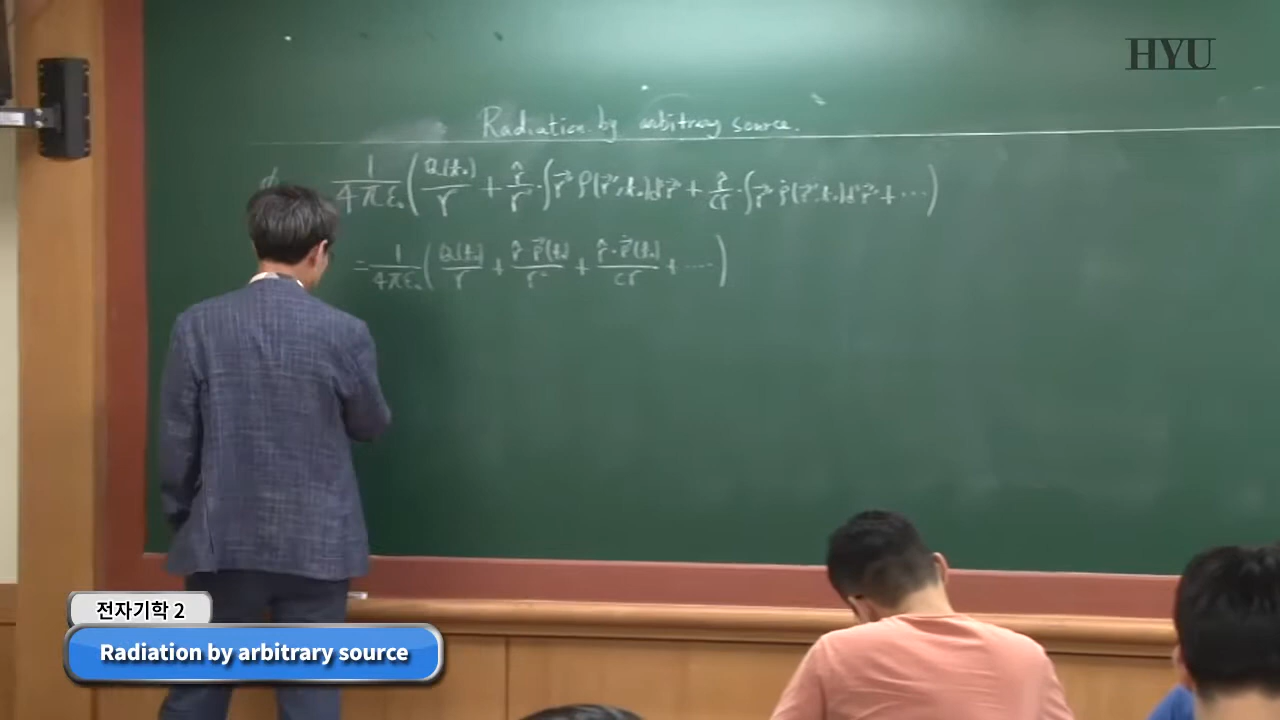 HYU
Radiation by arbitrary source.
φ 1/4πε₀ ( Q(t₀)/r + r̂/r² · ∫ r⃗' ρ(r⃗', t₀) d³r⃗' + r̂/cr · ∫ r⃗' ρ̇(r⃗', t₀) d³r⃗' + ⋯ )
= 1/4πε₀ ( Q(t₀)/r + r̂·p⃗(t₀)/r² + r̂·p⃗̇(t₀)/cr + ⋯ )
전자기학 2
Radiation by arbitrary source